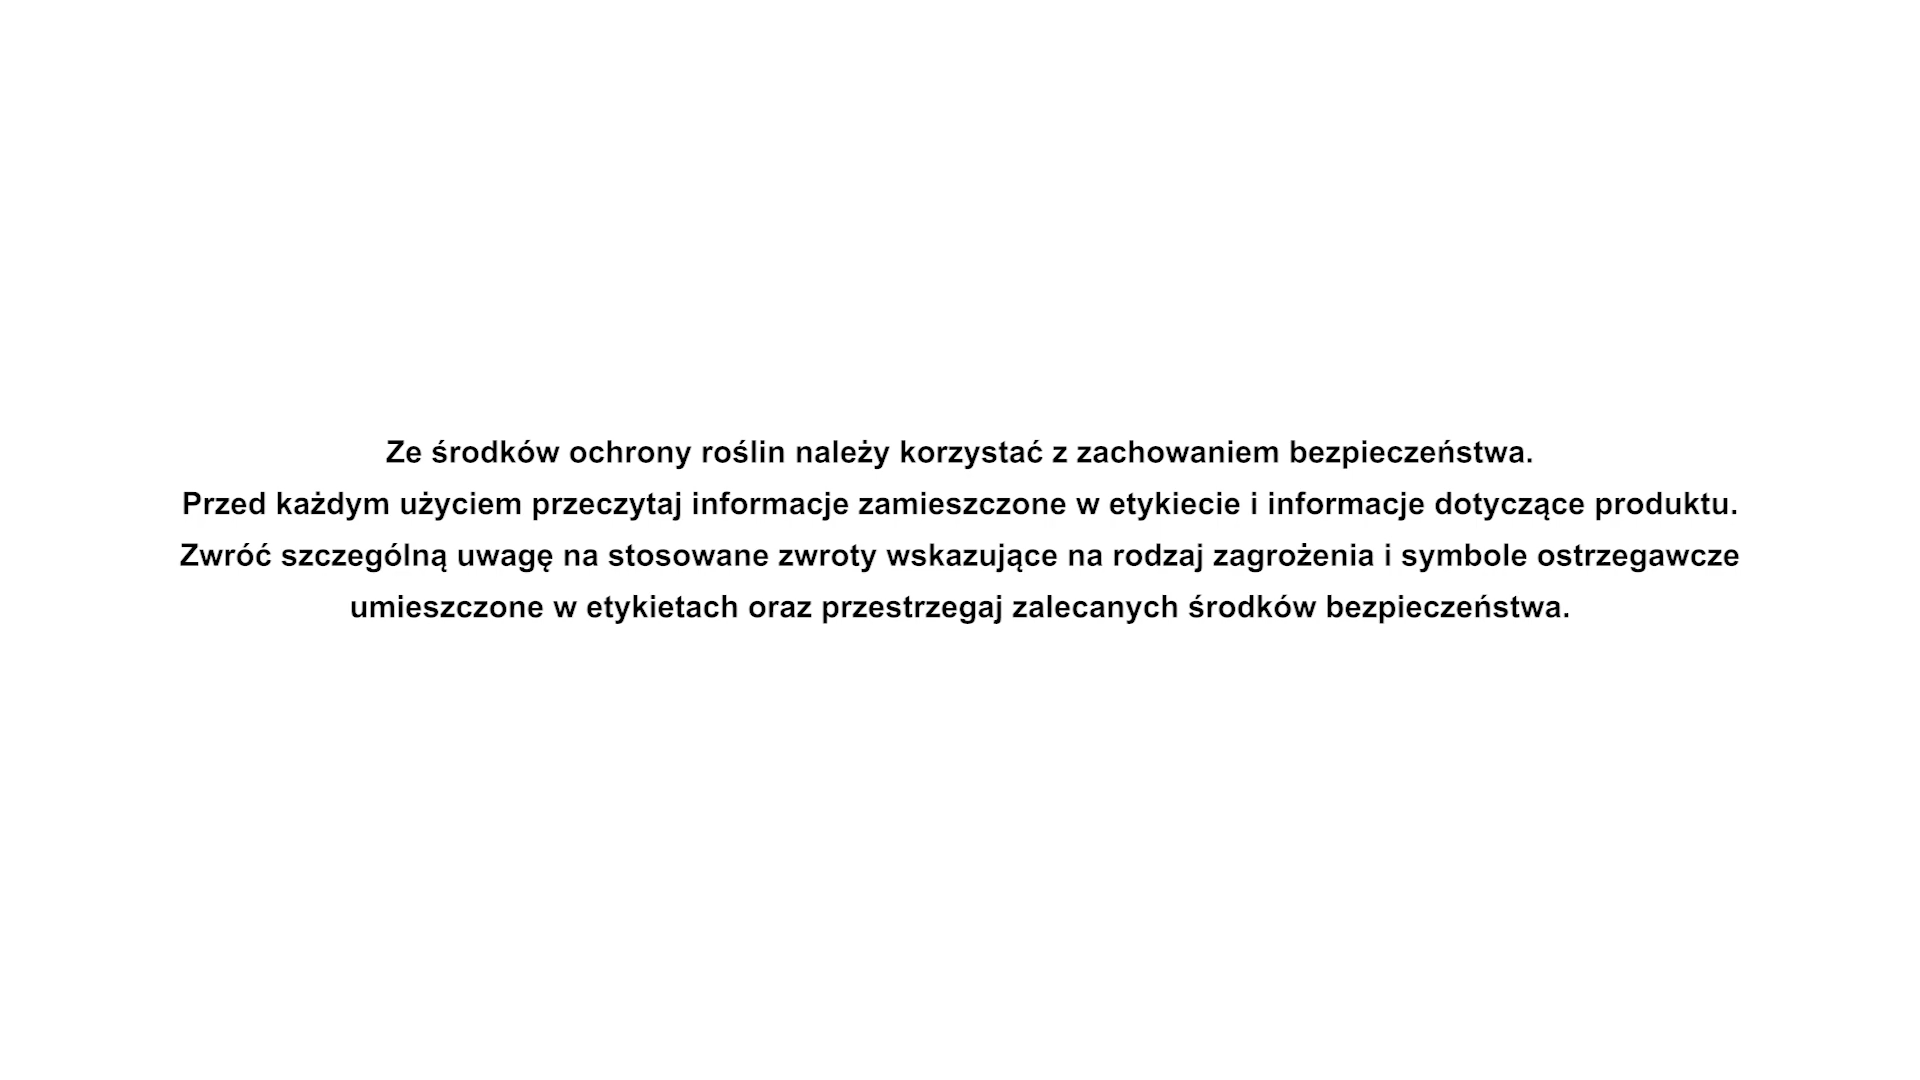 Ze środków ochrony roślin należy korzystać z zachowaniem bezpieczeństwa.
Przed każdym użyciem przeczytaj informacje zamieszczone w etykiecie i informacje dotyczące produktu.
Zwróć szczególną uwagę na stosowane zwroty wskazujące na rodzaj zagrożenia i symbole ostrzegawcze
umieszczone w etykietach oraz przestrzegaj zalecanych środków bezpieczeństwa.